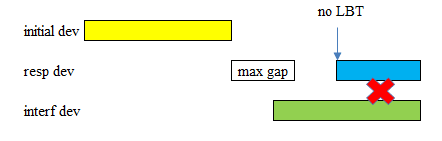 no LBT
initial dev
resp dev
max gap
interf dev